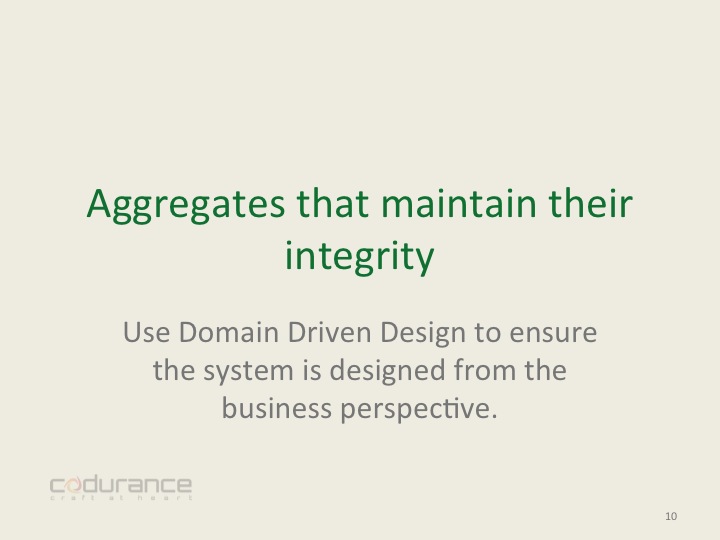 Aggregates that maintain their
integrity
Use Domain Driven Design to ensure
the system is designed from the
business perspective.
codurance
craft at heart
10